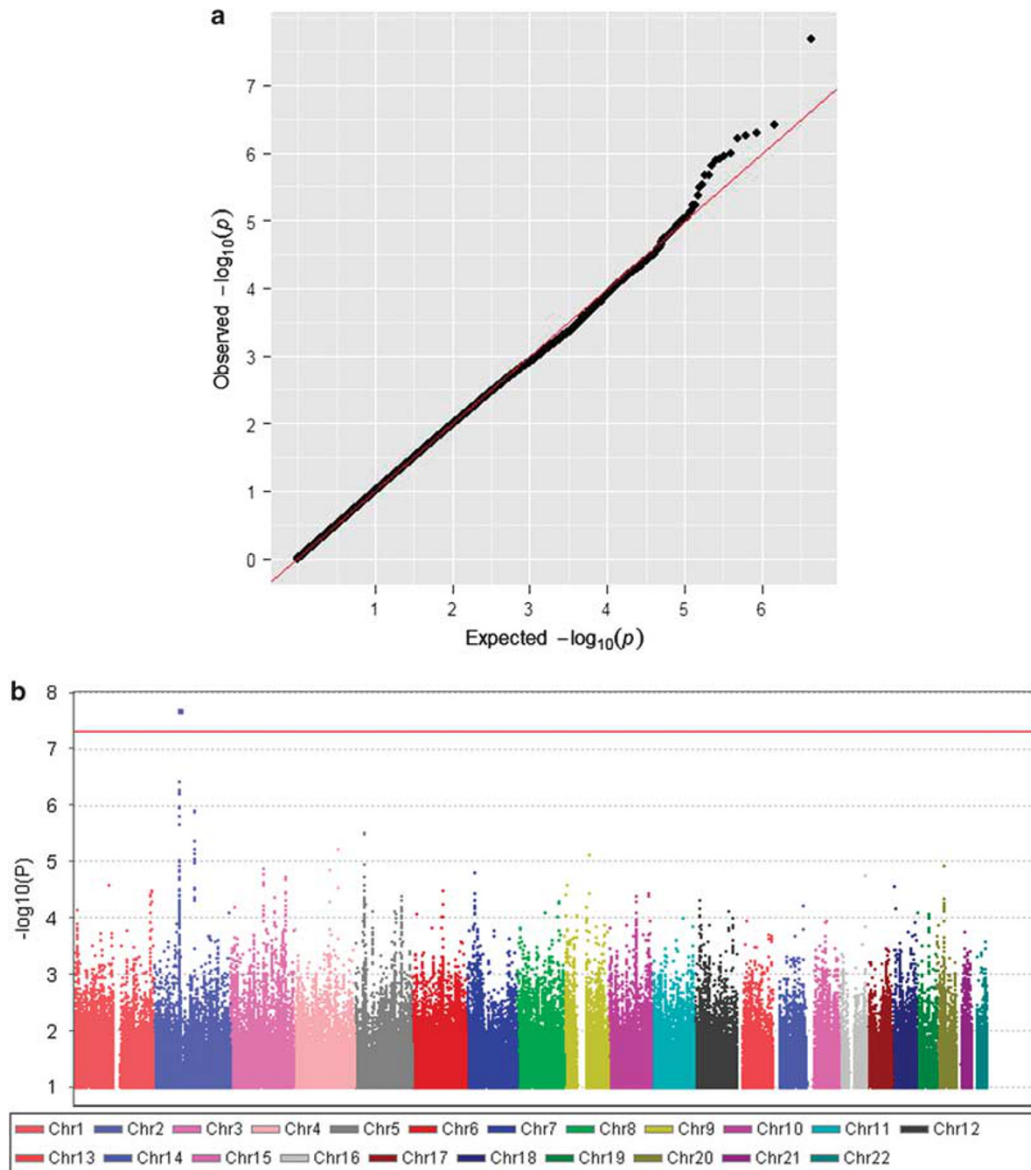 a
7
6
5
4
3
2
1
0
Observed −log10(p)
1 2 3 4 5 6
Expected −log10(p)
b
8
7
6
5
4
3
2
1
-log10(P)
Chr1 Chr2 Chr3 Chr4 Chr5 Chr6 Chr7 Chr8 Chr9 Chr10 Chr11 Chr12
Chr13 Chr14 Chr15 Chr16 Chr17 Chr18 Chr19 Chr20 Chr21 Chr22